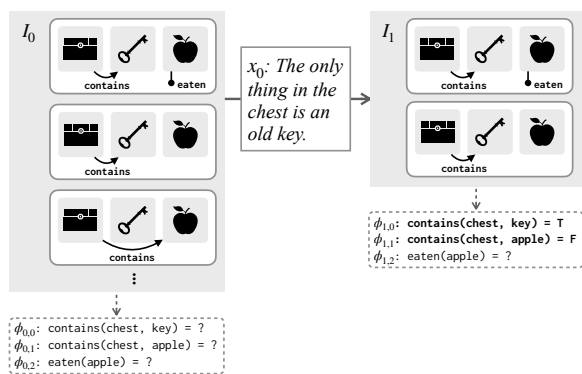 I₀
contains
eaten
contains
contains
⋮
ϕ₀,₀: contains(chest, key) = ?
ϕ₀,₁: contains(chest, apple) = ?
ϕ₀,₂: eaten(apple) = ?
x₀: The only
thing in the
chest is an
old key.
I₁
contains
eaten
contains
ϕ₁,₀: contains(chest, key) = T
ϕ₁,₁: contains(chest, apple) = F
ϕ₁,₂: eaten(apple) = ?